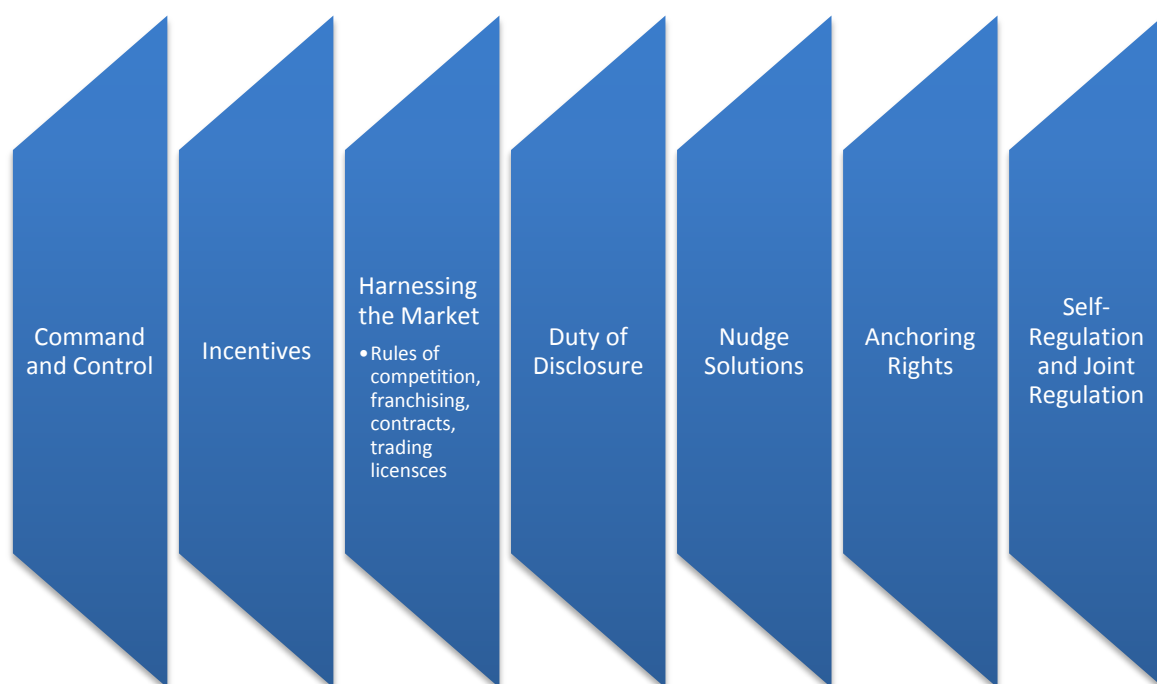 Command
and Control
Incentives
Harnessing
the Market
•Rules of
competition,
franchising,
contracts,
trading
licensces
Duty of
Disclosure
Nudge
Solutions
Anchoring
Rights
Self-
Regulation
and Joint
Regulation